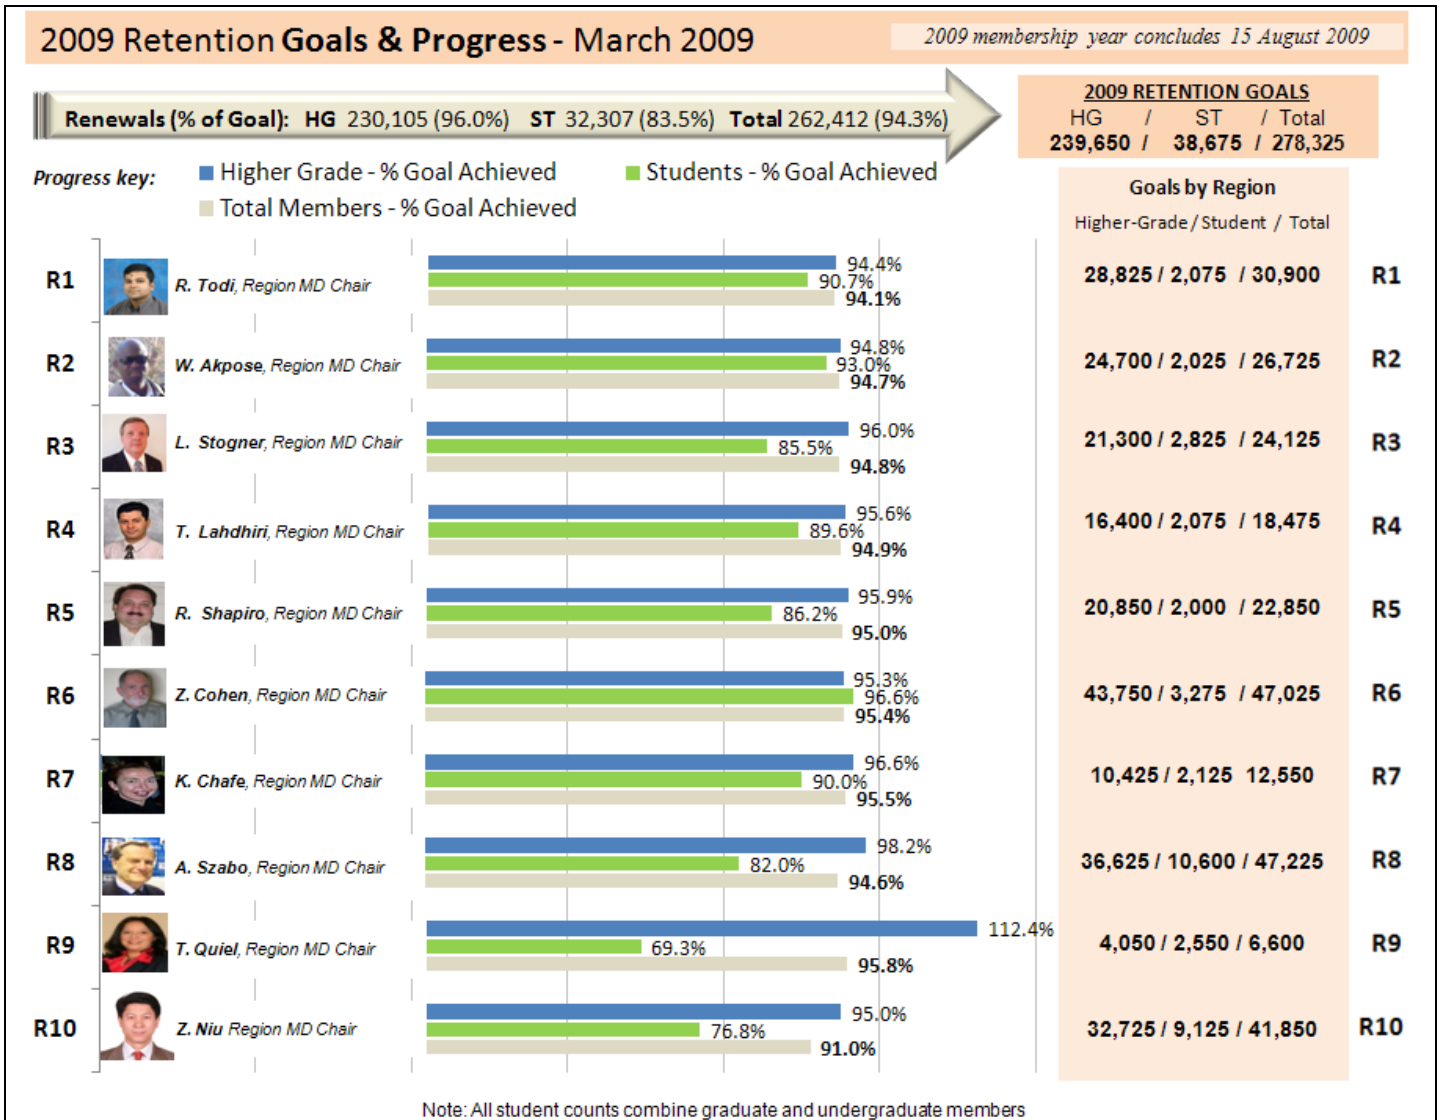 2009 Retention Goals & Progress - March 2009
2009 membership year concludes 15 August 2009
Renewals (% of Goal): HG 230,105 (96.0%) ST 32,307 (83.5%) Total 262,412 (94.3%)
2009 RETENTION GOALS
HG / ST / Total
239,650 / 38,675 / 278,325
Progress key:
Higher Grade - % Goal Achieved
Students - % Goal Achieved
Total Members - % Goal Achieved
Goals by Region
Higher-Grade / Student / Total
R1
R. Todi, Region MD Chair
94.4%
90.7%
94.1%
28,825 / 2,075 / 30,900
R1
R2
W. Akpose, Region MD Chair
94.8%
93.0%
94.7%
24,700 / 2,025 / 26,725
R2
R3
L. Stogner, Region MD Chair
96.0%
85.5%
94.8%
21,300 / 2,825 / 24,125
R3
R4
T. Lahdhiri, Region MD Chair
95.6%
89.6%
94.9%
16,400 / 2,075 / 18,475
R4
R5
R. Shapiro, Region MD Chair
95.9%
86.2%
95.0%
20,850 / 2,000 / 22,850
R5
R6
Z. Cohen, Region MD Chair
95.3%
96.6%
95.4%
43,750 / 3,275 / 47,025
R6
R7
K. Chafe, Region MD Chair
96.6%
90.0%
95.5%
10,425 / 2,125 12,550
R7
R8
A. Szabo, Region MD Chair
98.2%
82.0%
94.6%
36,625 / 10,600 / 47,225
R8
R9
T. Quiel, Region MD Chair
112.4%
69.3%
95.8%
4,050 / 2,550 / 6,600
R9
R10
Z. Niu Region MD Chair
95.0%
76.8%
91.0%
32,725 / 9,125 / 41,850
R10
Note: All student counts combine graduate and undergraduate members